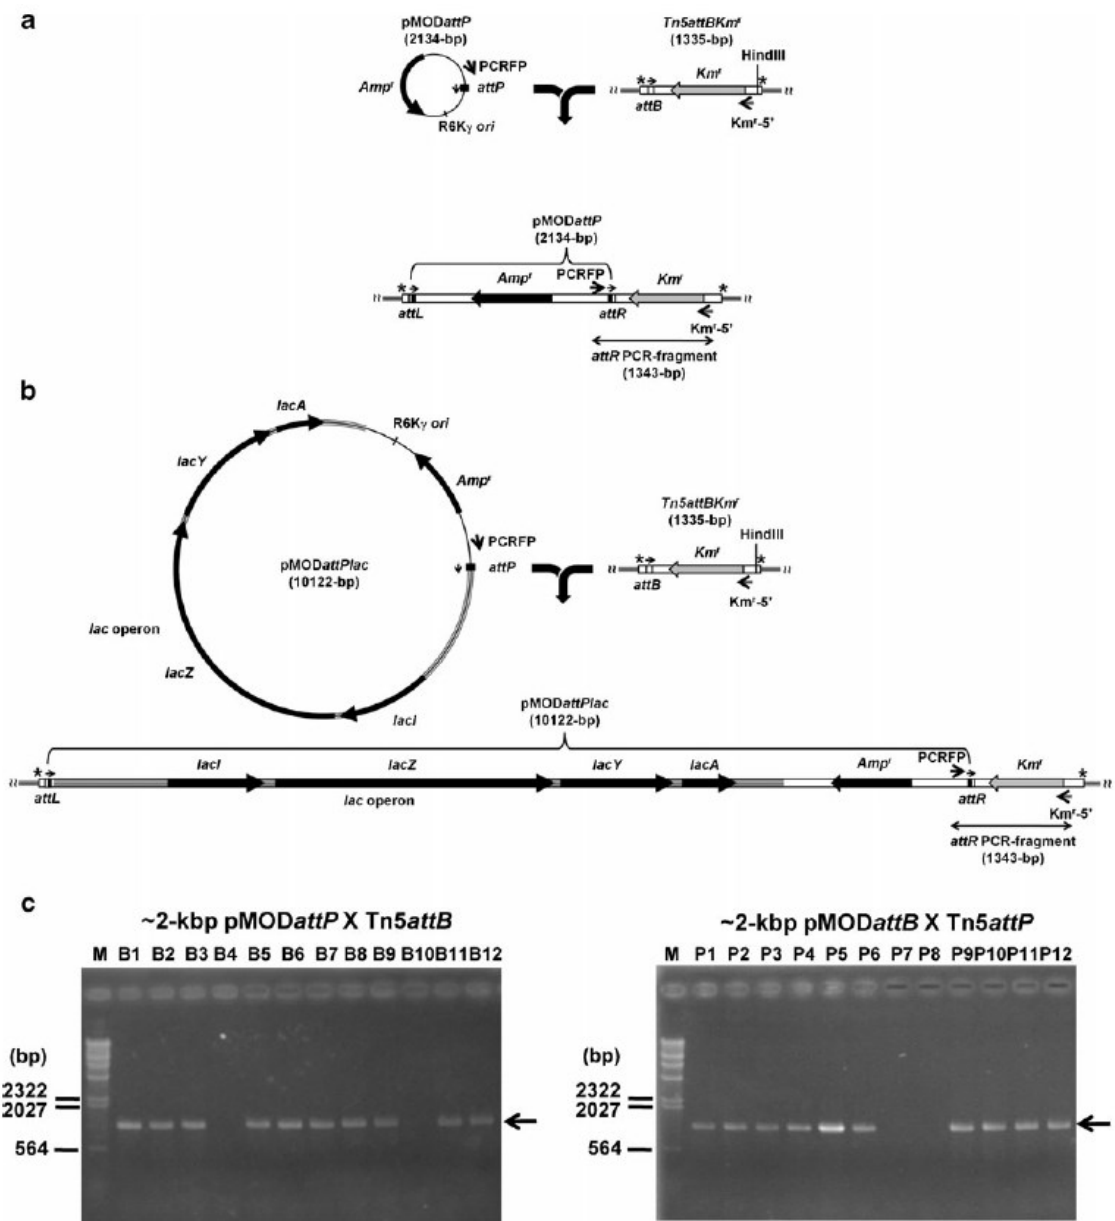 a
pMODattP
(2134-bp)
Tn5attBKmr
(1335-bp)
HindIII
PCRFP
Ampr
attP
Kmr
*
*
attB
R6Kγ ori
Kmr-5'
pMODattP
(2134-bp)
Ampr
PCRFP
Kmr
*
*
attL
attR
Kmr-5'
attR PCR-fragment
(1343-bp)
b
lacA
R6Kγ ori
lacY
Ampr
Tn5attBKmr
(1335-bp)
HindIII
PCRFP
pMODattPlac
(10122-bp)
attP
Kmr
*
*
attB
Kmr-5'
lac operon
lacZ
lacI
pMODattPlac
(10122-bp)
lacI
lacZ
lacY
lacA
Ampr
PCRFP
Kmr
*
*
attL
lac operon
attR
Kmr-5'
attR PCR-fragment
(1343-bp)
c
~2-kbp pMODattP X Tn5attB
M B1 B2 B3 B4 B5 B6 B7 B8 B9 B10 B11 B12
(bp)
2322
2027
564
~2-kbp pMODattB X Tn5attP
M P1 P2 P3 P4 P5 P6 P7 P8 P9 P10 P11 P12
(bp)
2322
2027
564